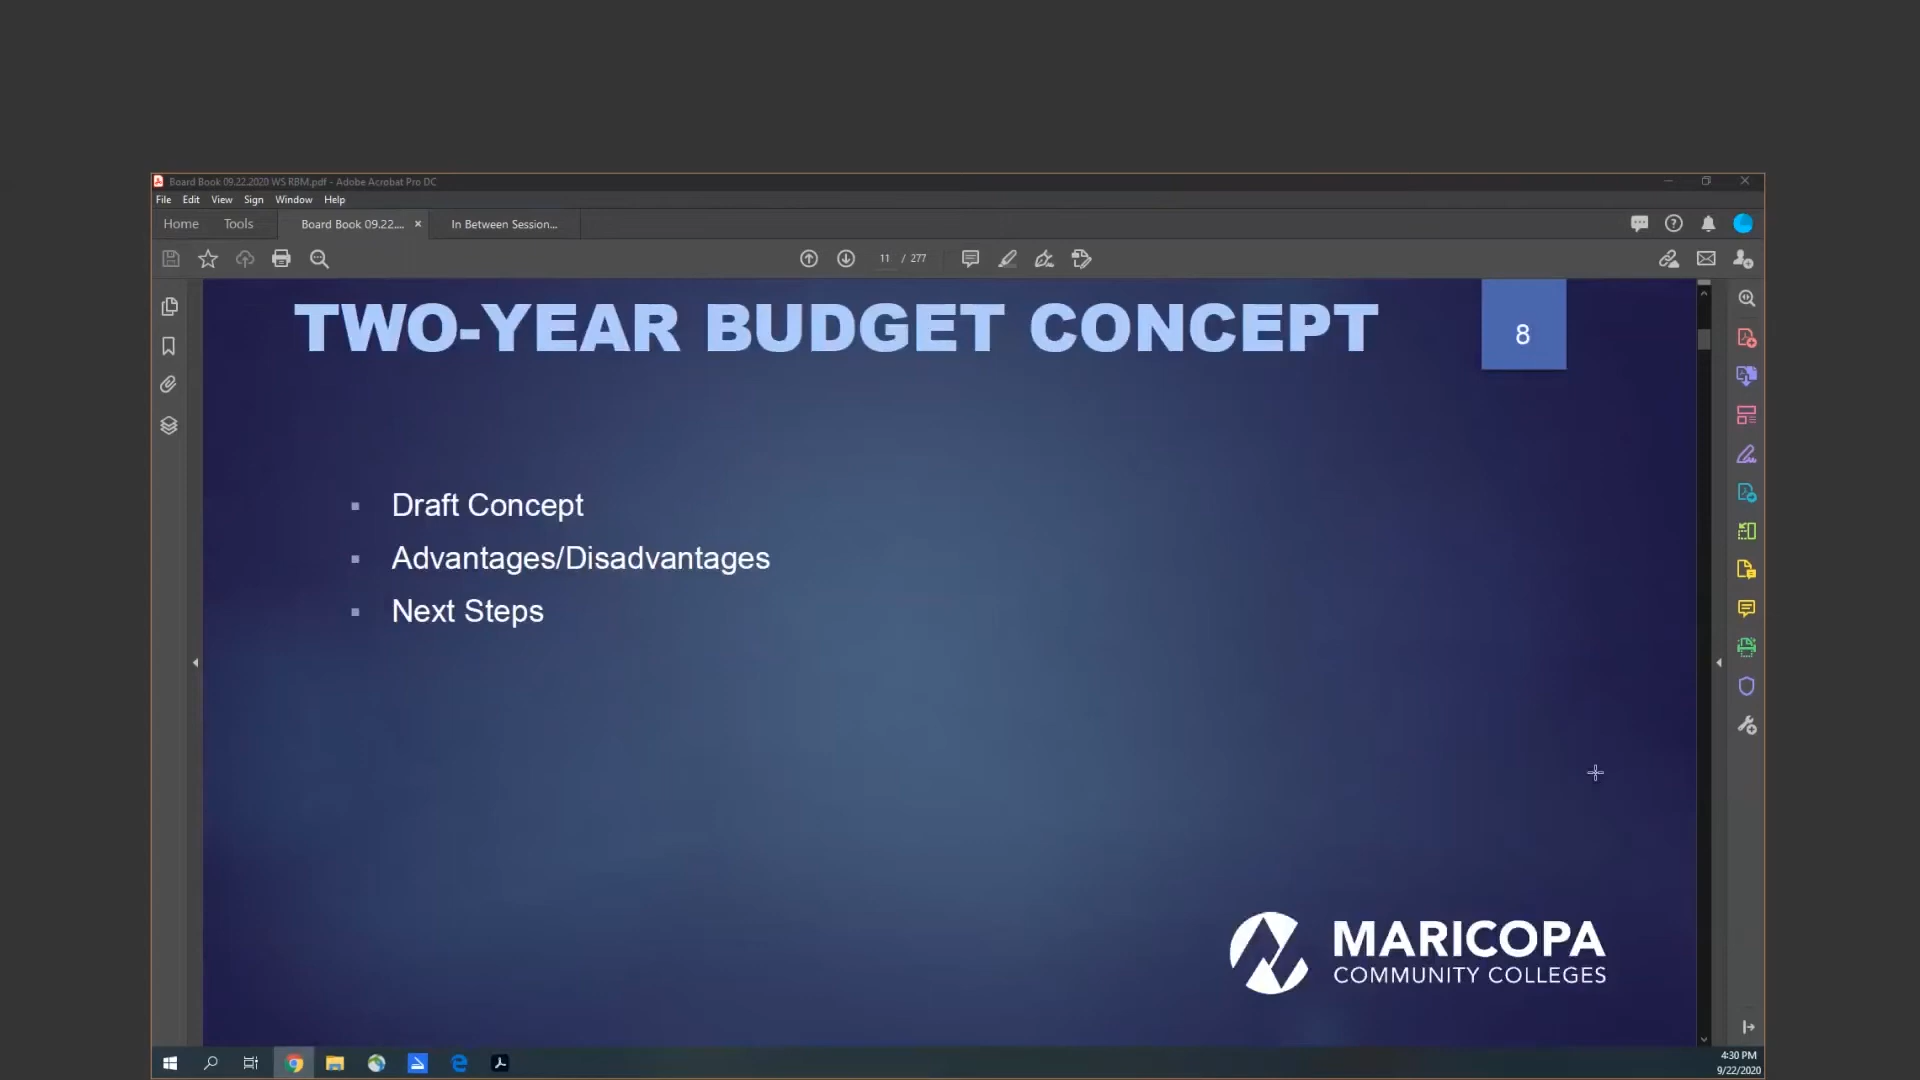 Board Book 09.22.2020 WS RBM.pdf - Adobe Acrobat Pro DC
File Edit View Sign Window Help
Home Tools Board Book 09.22.... × In Between Session...
11 / 277
TWO-YEAR BUDGET CONCEPT
8
▪ Draft Concept
▪ Advantages/Disadvantages
▪ Next Steps
MARICOPA
COMMUNITY COLLEGES
4:30 PM
9/22/2020